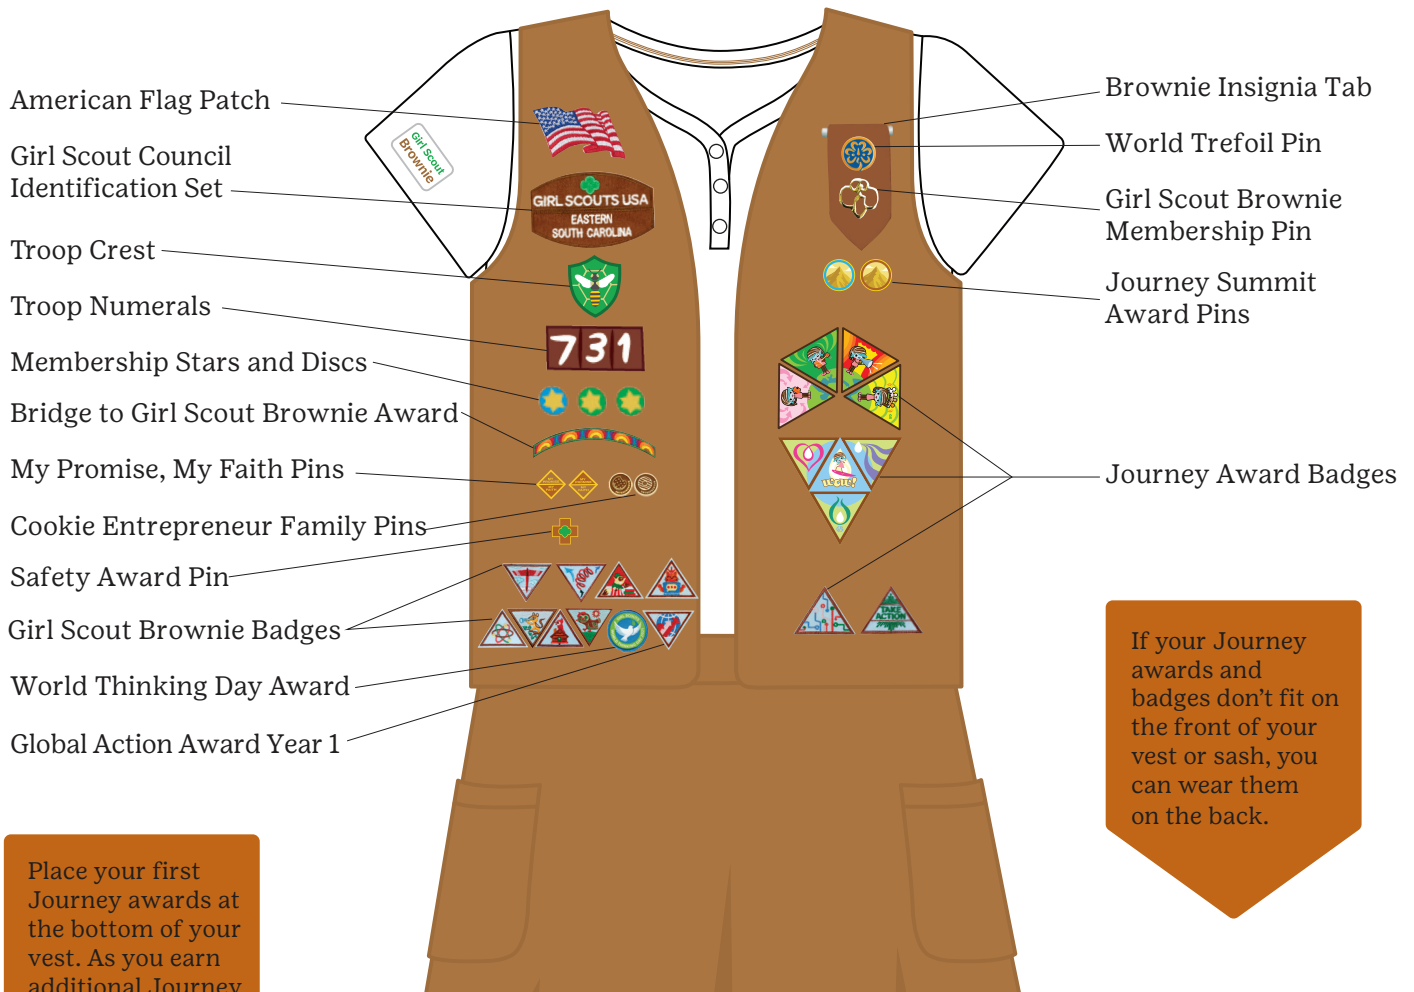 American Flag Patch
Girl Scout Council
Identification Set
Troop Crest
Troop Numerals
Membership Stars and Discs
Bridge to Girl Scout Brownie Award
My Promise, My Faith Pins
Cookie Entrepreneur Family Pins
Safety Award Pin
Girl Scout Brownie Badges
World Thinking Day Award
Global Action Award Year 1
Girl Scout
Brownie
GIRL SCOUTS USA
EASTERN
SOUTH CAROLINA
731
Brownie Insignia Tab
World Trefoil Pin
Girl Scout Brownie
Membership Pin
Journey Summit
Award Pins
Journey Award Badges
TAKE
ACTION
If your Journey
awards and
badges don’t fit on
the front of your
vest or sash, you
can wear them
on the back.
Place your first
Journey awards at
the bottom of your
vest. As you earn
additional Journey